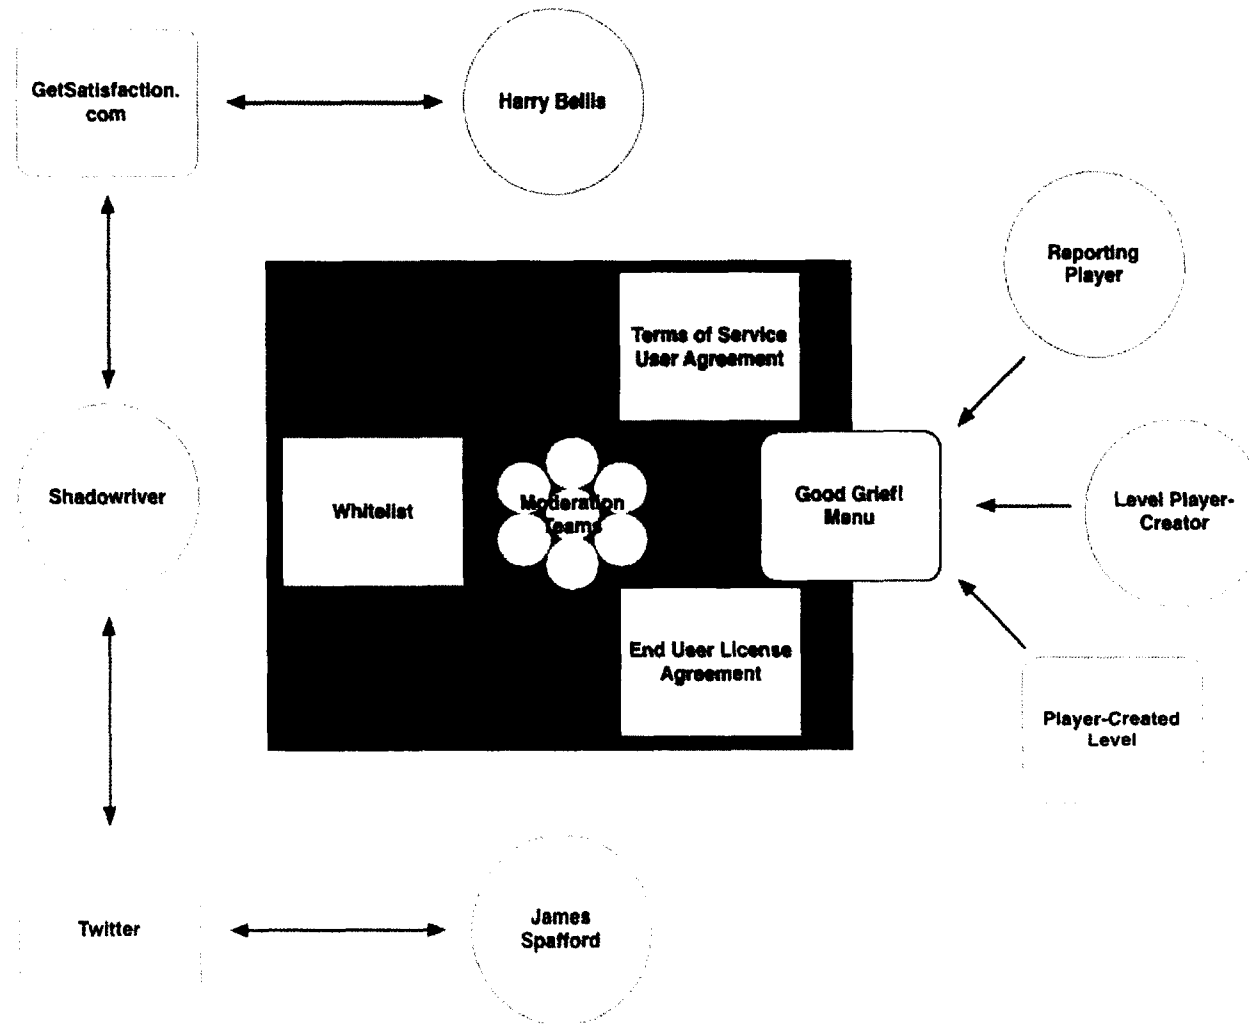 GetSatisfaction.
com
Harry Bellis
Reporting
Player
Terms of Service
User Agreement
Shadowriver
Whitelist
Moderation
Teams
Good Grief!
Menu
Level Player-
Creator
End User License
Agreement
Player-Created
Level
Twitter
James
Spafford